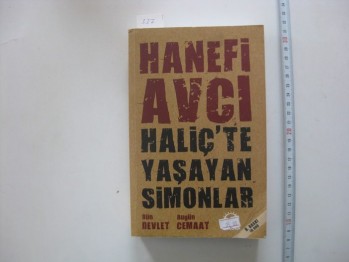 HANEFİ
AVCI
HALİÇ'TE
YAŞAYAN
SİMONLAR
Dün Bugün
DEVLET CEMAAT